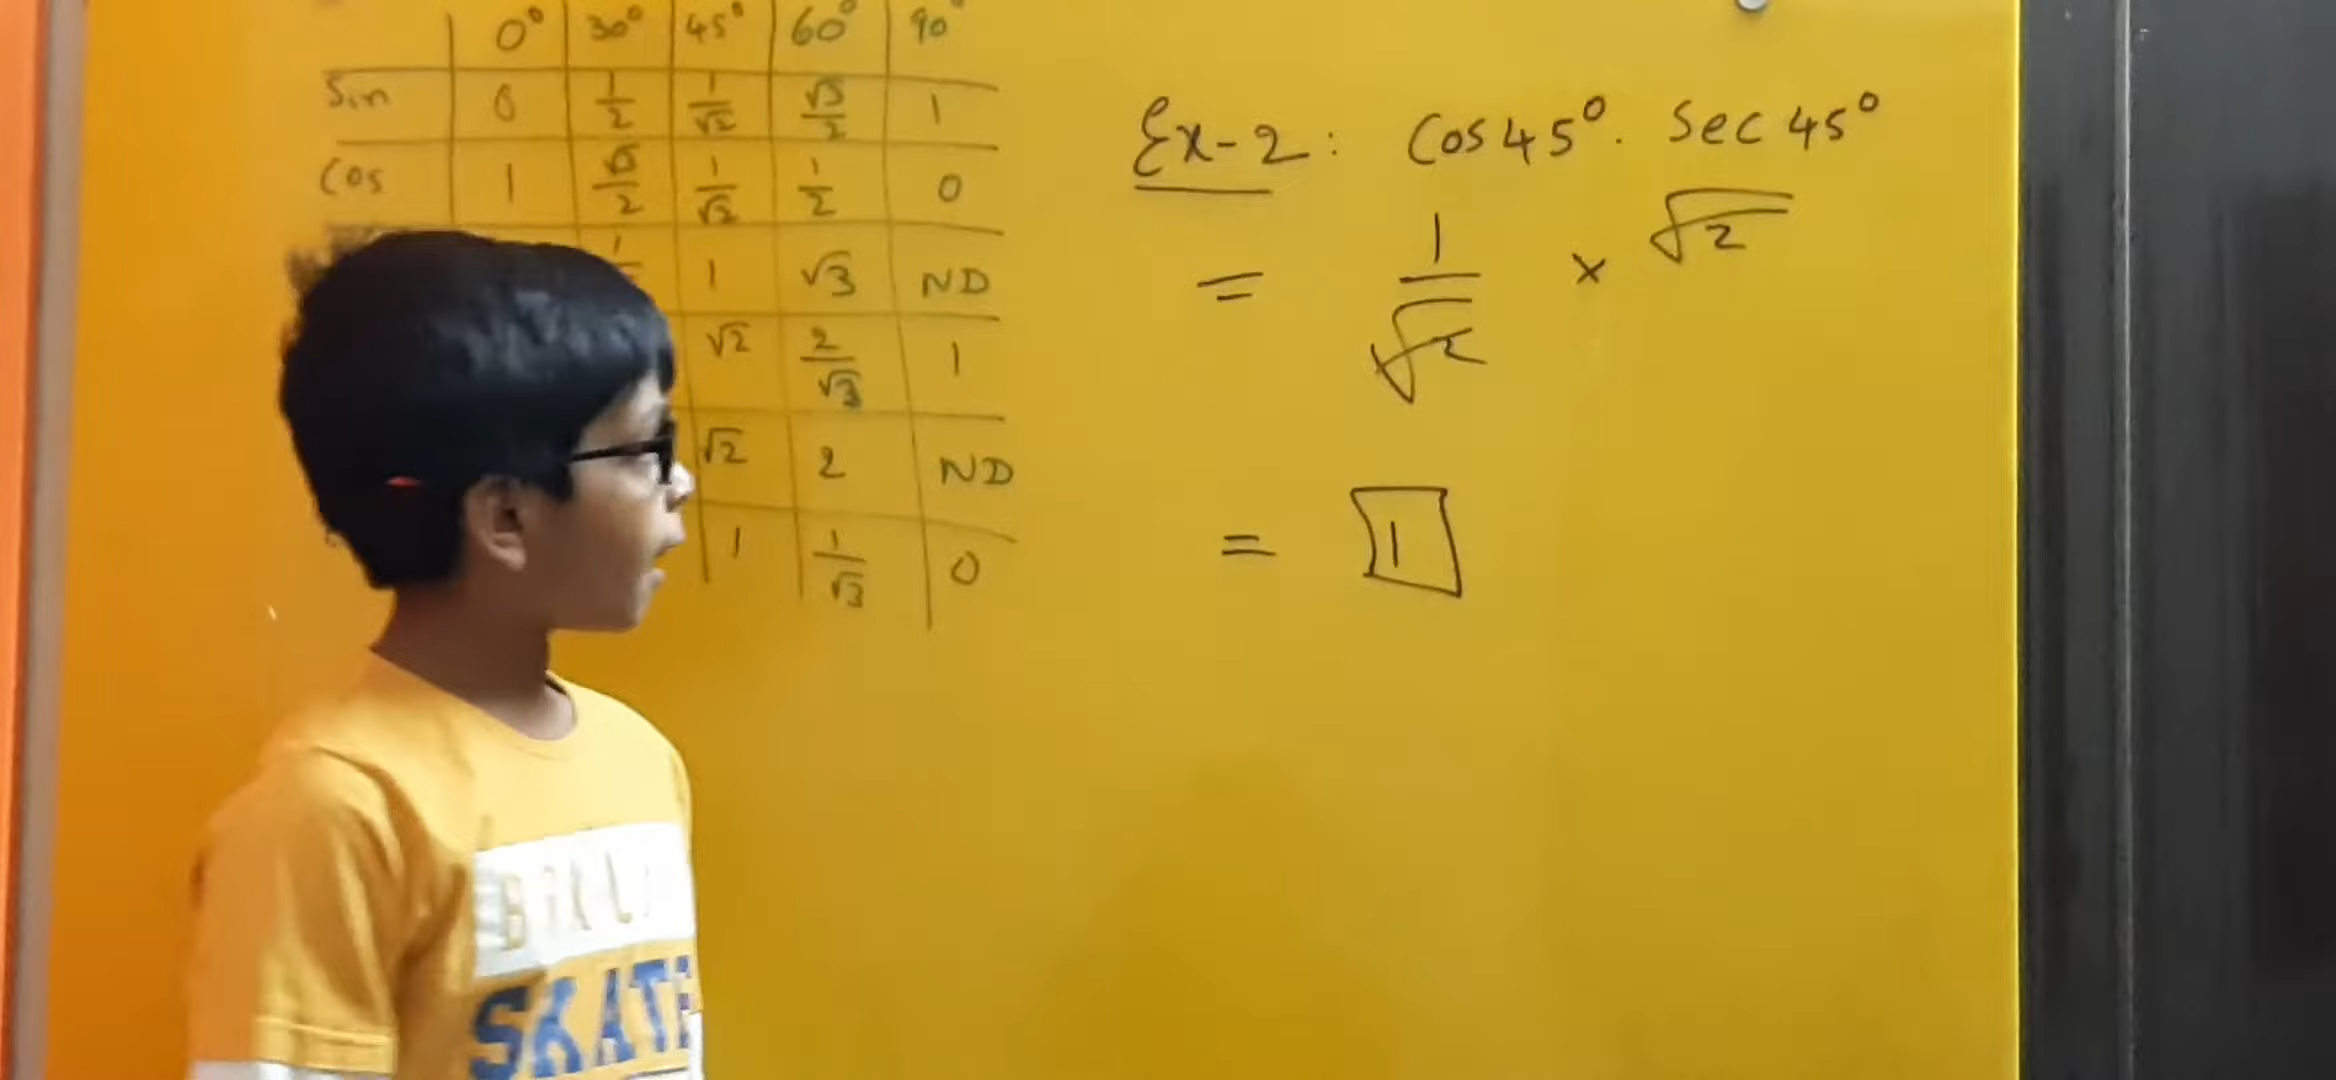 0° 30° 45° 60° 90°
Sin 0 1/2 1/√2 √3/2 1
Cos 1 √3/2 1/√2 1/2 0
1 √3 ND
√2 2/√3 1
√2 2 ND
1 1/√3 0
Ex-2: Cos45° . Sec45°
= 1/√2 × √2
= 1
SKATE